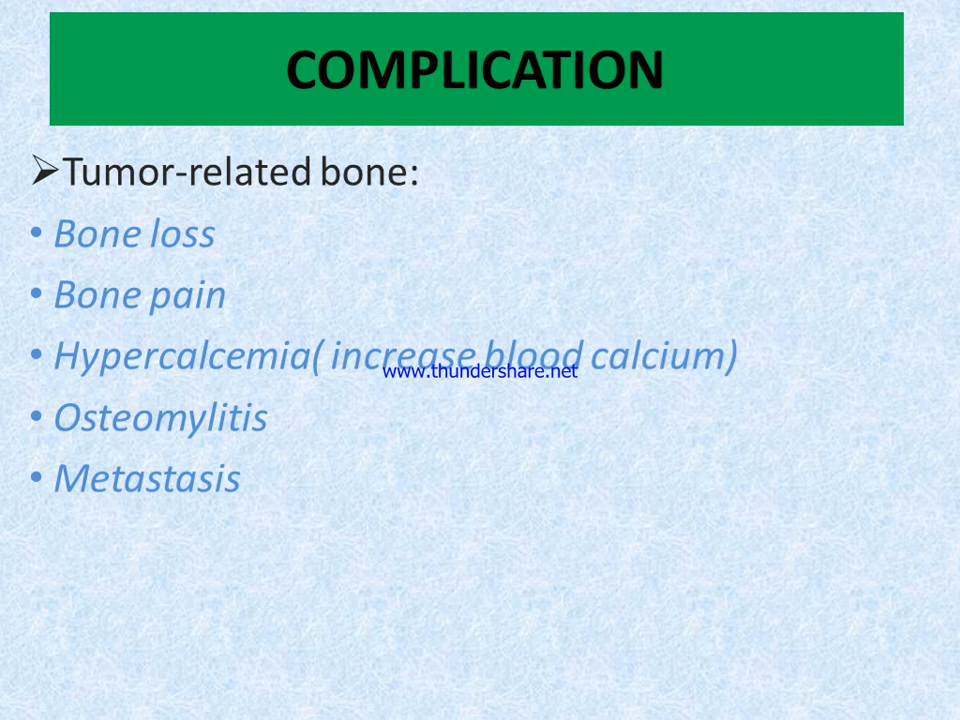 COMPLICATION
➢Tumor-related bone:
• Bone loss
• Bone pain
• Hypercalcemia( increase blood calcium)
www.thundershare.net
• Osteomylitis
• Metastasis